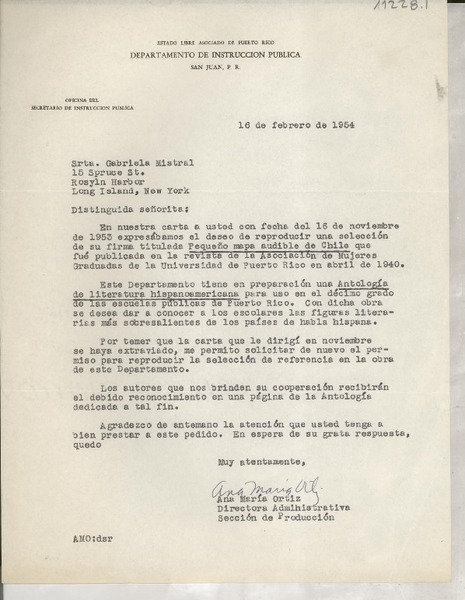 11228.1
ESTADO LIBRE ASOCIADO DE PUERTO RICO
DEPARTAMENTO DE INSTRUCCION PUBLICA
SAN JUAN, P. R.
OFICINA DEL
SECRETARIO DE INSTRUCCION PUBLICA
16 de febrero de 1954
Srta. Gabriela Mistral
15 Spruce St.
Rosyln Harbor
Long Island, New York
Distinguida señorita:
En nuestra carta a usted con fecha del 16 de noviembre
de 1953 expresábamos el deseo de reproducir una selección
de su firma titulada Pequeño mapa audible de Chile que
fué publicada en la revista de la Asociación de Mujeres
Graduadas de la Universidad de Puerto Rico en abril de 1940.
Este Departamento tiene en preparación una Antología
de literatura hispanoamericana para uso en el décimo grado
de las escuelas públicas de Puerto Rico. Con dicha obra
se desea dar a conocer a los escolares las figuras litera-
rias más sobresalientes de los países de habla hispana.
Por temer que la carta que le dirigí en noviembre
se haya extraviado, me permito solicitar de nuevo el per-
miso para reproducir la selección de referencia en la obra
de este Departamento.
Los autores que nos brinden su cooperación recibirán
el debido reconocimiento en una página de la Antología
dedicada a tal fin.
Agradezco de antemano la atención que usted tenga a
bien prestar a este pedido. En espera de su grata respuesta,
quedo
Muy atentamente,
Ana María Ortiz
Ana María Ortiz
Directora Administrativa
Sección de Producción
AMO:dsr